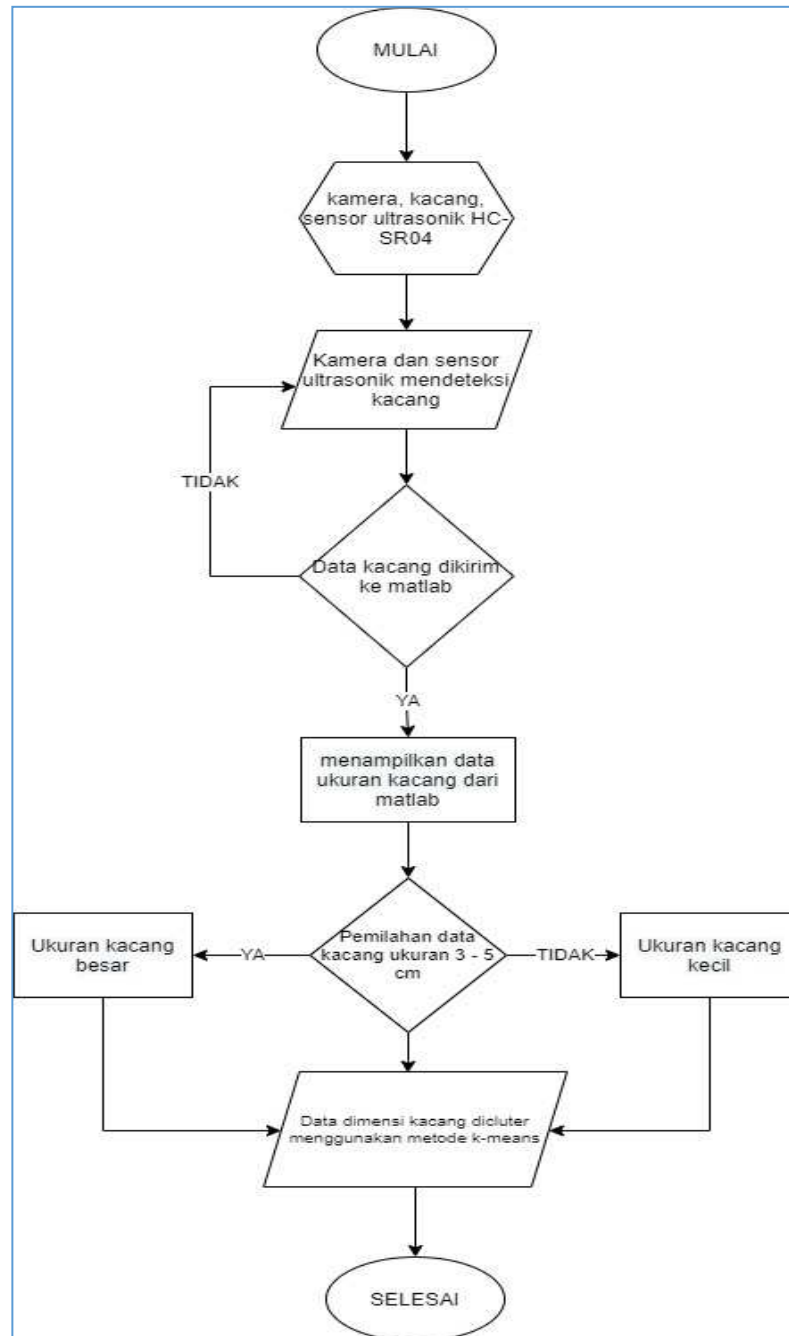 MULAI
kamera, kacang,
sensor ultrasonik HC-
SR04
Kamera dan sensor
ultrasonik mendeteksi
kacang
TIDAK
Data kacang dikirim
ke matlab
YA
menampilkan data
ukuran kacang dari
matlab
Ukuran kacang
besar
YA
Pemilahan data
kacang ukuran 3 - 5
cm
TIDAK
Ukuran kacang
kecil
Data dimensi kacang dicluter
menggunakan metode k-means
SELESAI